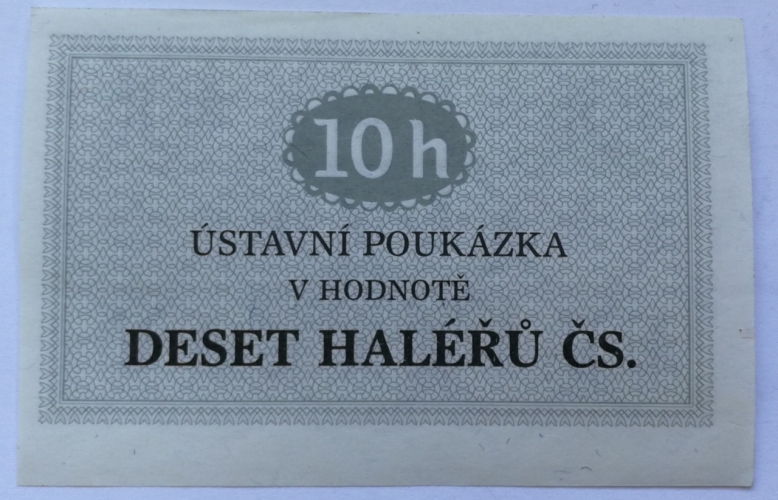 10 h
ÚSTAVNÍ POUKÁZKA
V HODNOTĚ
DESET HALÉŘŮ ČS.